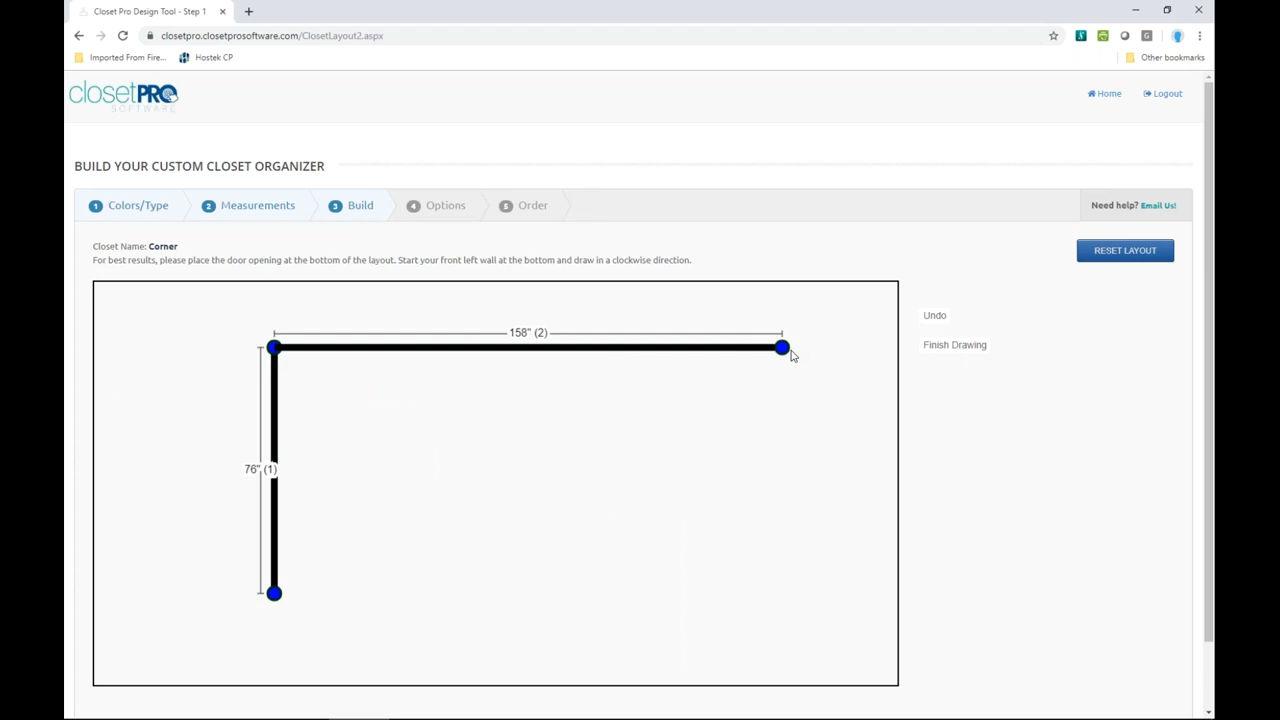 Closet Pro Design Tool - Step 1
closetpro.closetprosoftware.com/ClosetLayout2.aspx
Imported From Fire... Hostek CP Other bookmarks
closetPRO
SOFTWARE
Home Logout
BUILD YOUR CUSTOM CLOSET ORGANIZER
1 Colors/Type 2 Measurements 3 Build 4 Options 5 Order Need help? Email Us!
Closet Name: Corner
For best results, please place the door opening at the bottom of the layout. Start your front left wall at the bottom and draw in a clockwise direction.
RESET LAYOUT
Undo
158" (2)
Finish Drawing
76" (1)